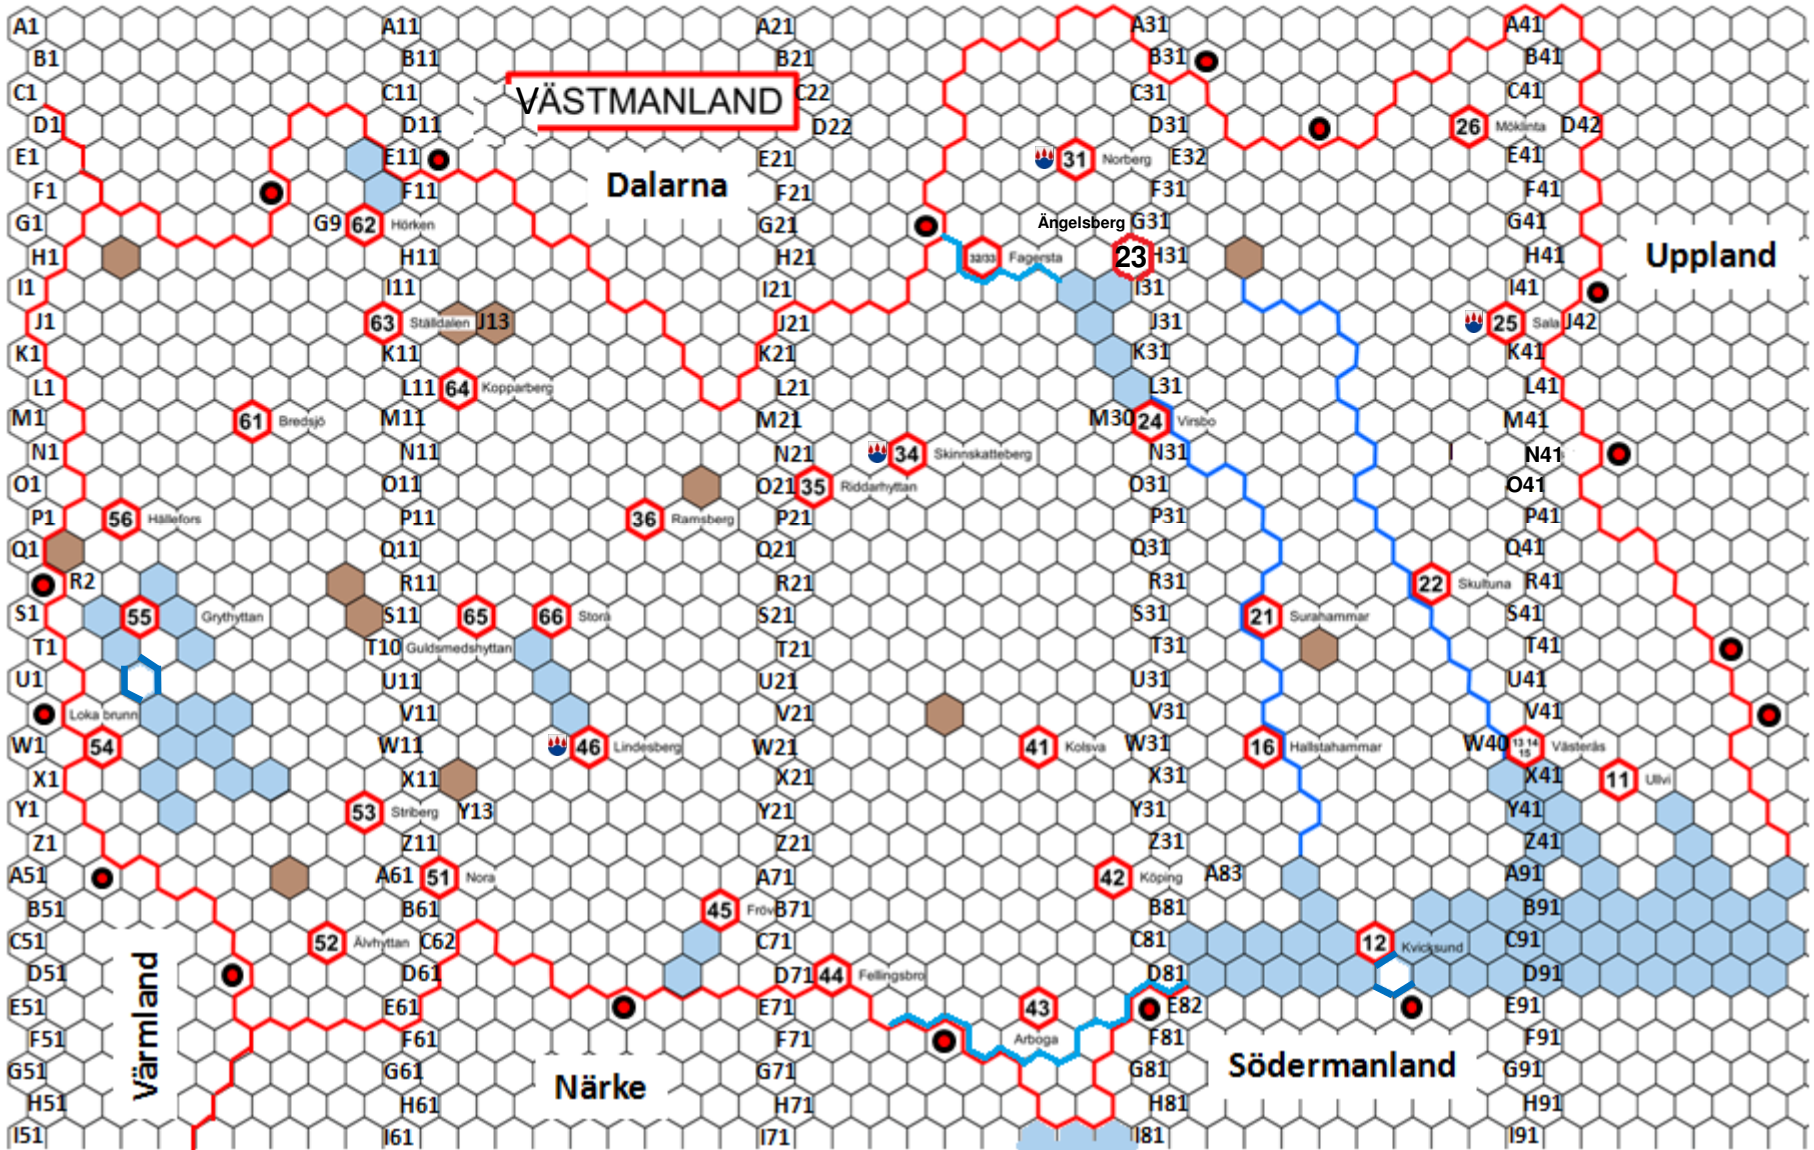 A1 A11 A21 A31 A41
B1 B11 B21 B31 B41
C1 C11 VÄSTMANLAND C22 C31 C41
D1 D11 D22 D31 26 Möklinta D42
E1 E11 E21 31 Norberg E32 E41
F1 F11 Dalarna F21 F31 F41
G1 G9 62 Hörken G21 Ängelsberg G31 G41
H1 H11 H21 32/33 Fagersta 23 H31 H41 Uppland
I1 I11 I21 I31 I41
J1 63 Ställdalen J13 J21 J31 25 Sala J42
K1 K11 K21 K31 K41
L1 L11 64 Kopparberg L21 L31 L41
M1 61 Bredsjö M11 M21 M30 24 Virsbo M41
N1 N11 N21 34 Skinnskatteberg N31 N41
O1 O11 O21 35 Riddarhyttan O31 O41
P1 56 Hällefors P11 36 Ramsberg P21 P31 P41
Q1 Q11 Q21 Q31 Q41
R2 R11 R21 R31 22 Skultuna R41
S1 55 Grythyttan S11 65 66 Storå S21 S31 21 Surahammar S41
T1 T10 Guldsmedshyttan T21 T31 T41
U1 U11 U21 U31 U41
Loka brunn V11 V21 V31 V41
W1 54 W11 46 Lindesberg W21 41 Kolsva W31 16 Hallstahammar W40 13 14 15 Västerås
X1 X11 X21 X31 X41 11 Ullvi
Y1 53 Striberg Y13 Y21 Y31 Y41
Z1 Z11 Z21 Z31 Z41
A51 A61 51 Nora A71 42 Köping A83 A91
B51 B61 45 Fröv B71 B81 B91
C51 52 Älvhyttan C62 C71 C81 12 Kvicksund C91
D51 D61 D71 44 Fellingsbro D81 D91
E51 E61 E71 43 E82 E91
F51 Värmland F61 F71 Arboga F81 F91
G51 G61 Närke G71 G81 Södermanland G91
H51 H61 H71 H81 H91
I51 I61 I71 I81 I91